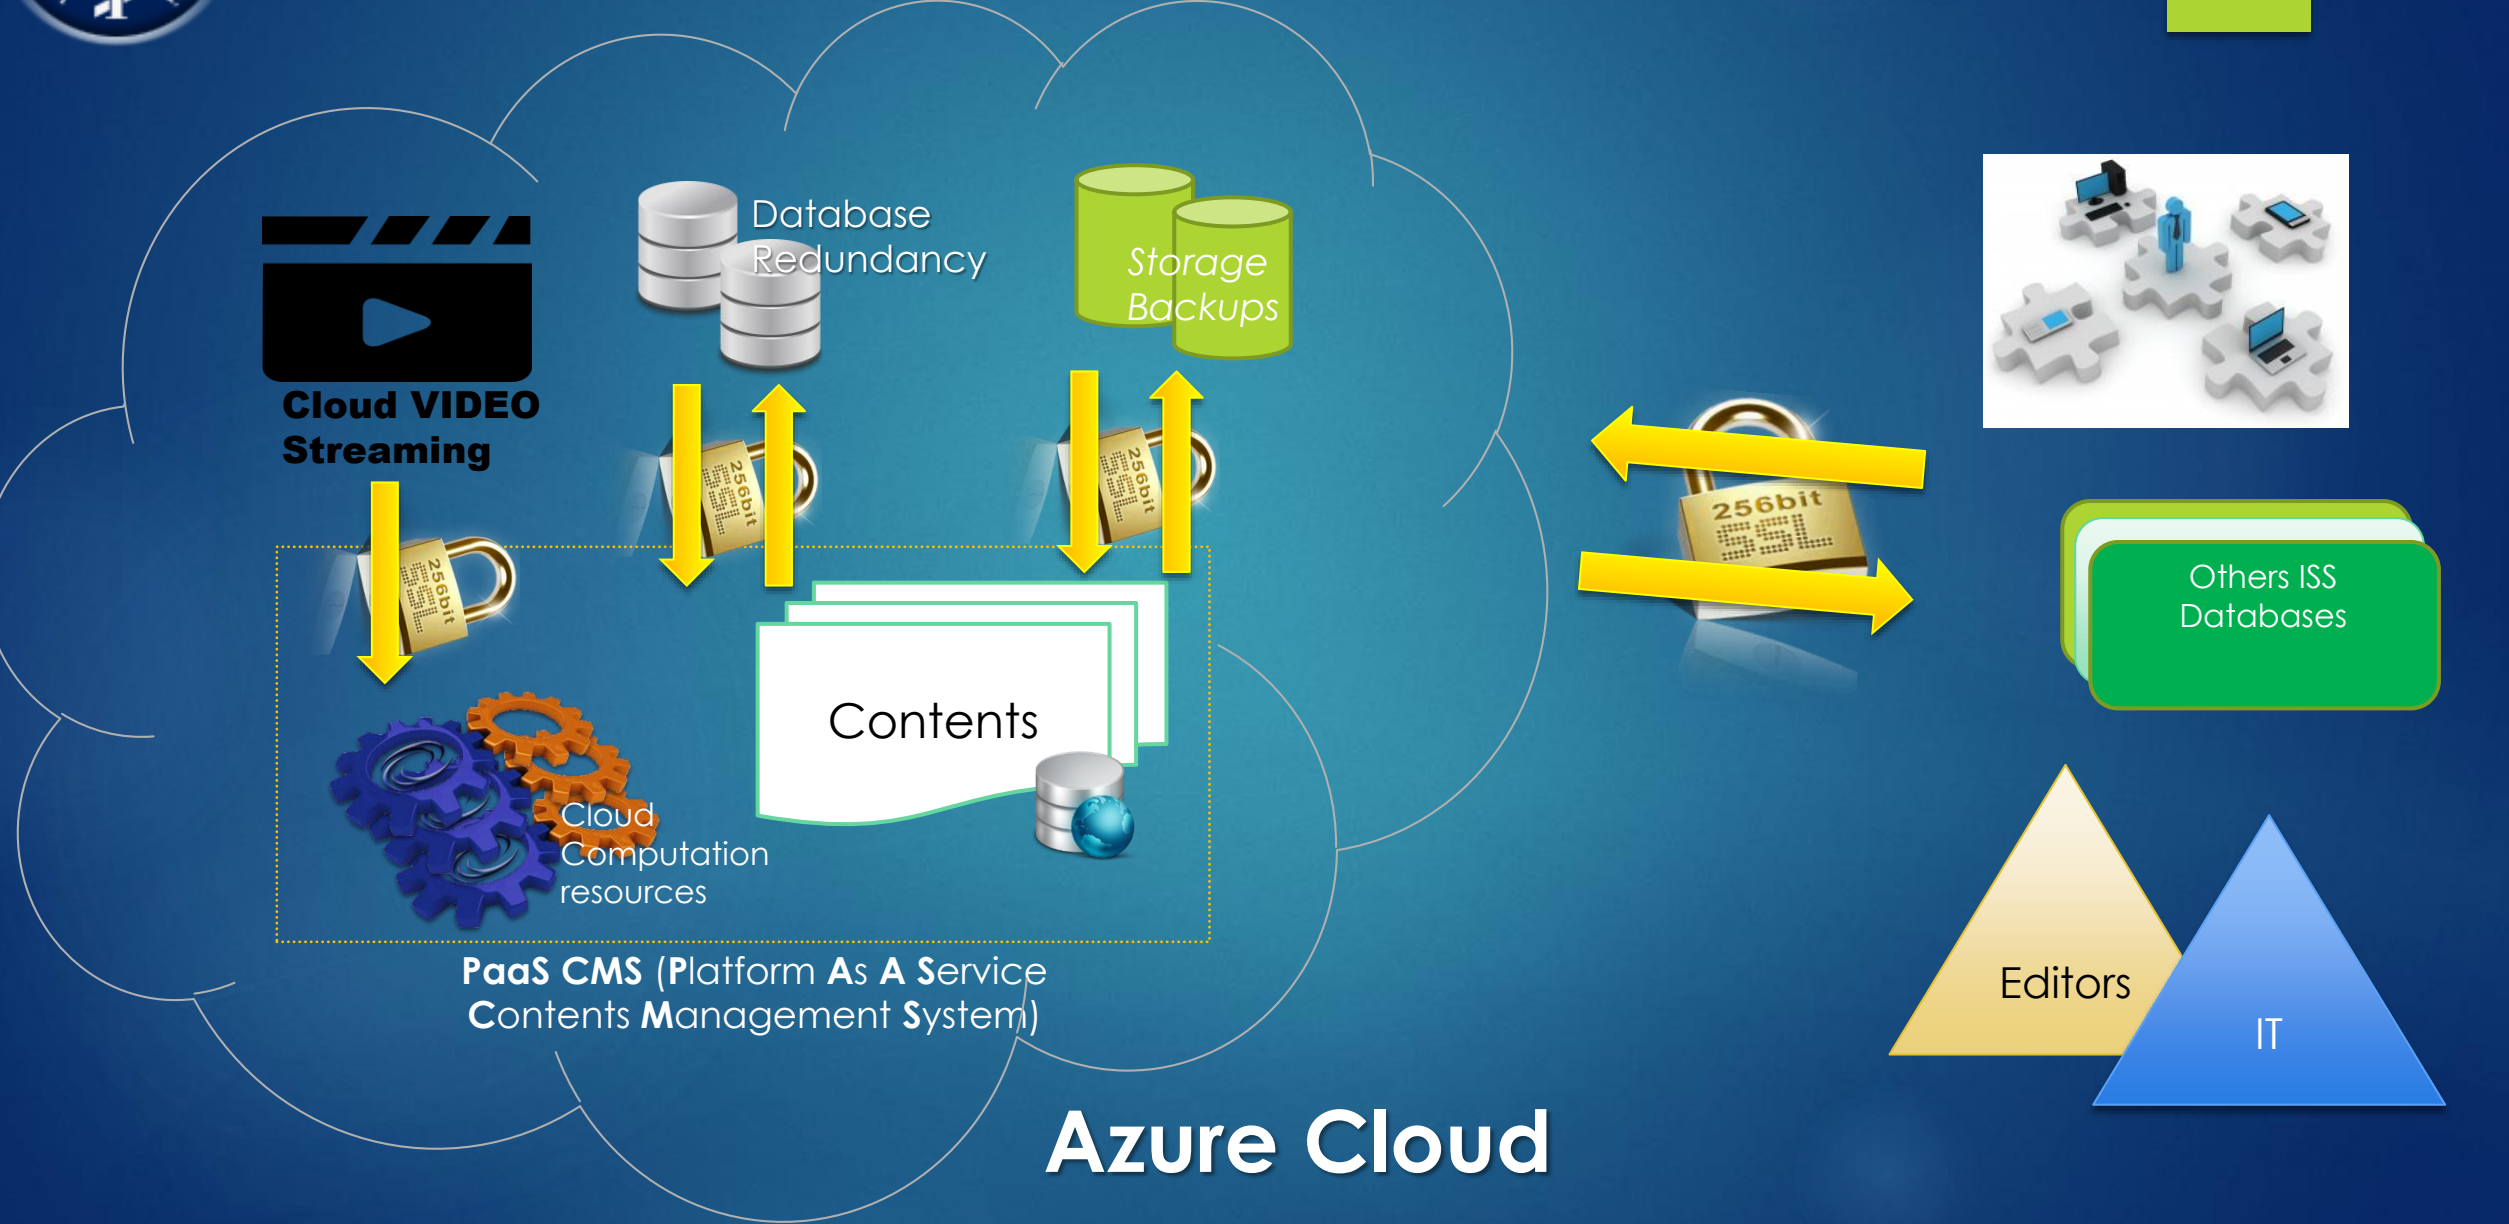 Database
Redundancy
Storage
Backups
Cloud VIDEO
Streaming
256bit
SSL
256bit
SSL
256bit
SSL
256bit
SSL
Others ISS
Databases
Contents
Cloud
Computation
resources
PaaS CMS (Platform As A Service
Contents Management System)
Editors
IT
Azure Cloud